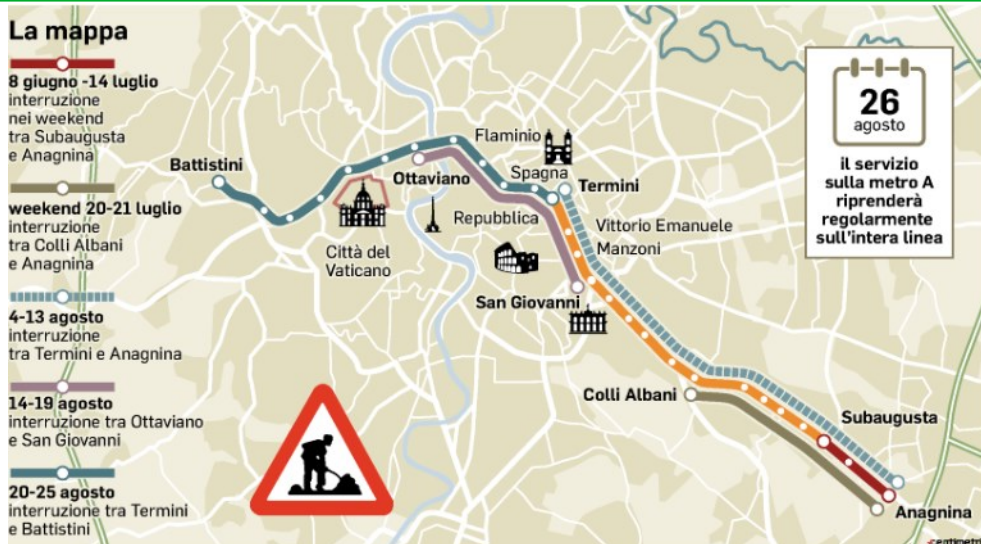 La mappa
8 giugno -14 luglio
interruzione
nei weekend
tra Subaugusta
e Anagnina
weekend 20-21 luglio
interruzione
tra Colli Albani
e Anagnina
4-13 agosto
interruzione
tra Termini e Anagnina
14-19 agosto
interruzione tra Ottaviano
e San Giovanni
20-25 agosto
interruzione tra Termini
e Battistini
Battistini
Ottaviano
Flaminio
Spagna
Termini
Città del
Vaticano
Repubblica
Vittorio Emanuele
Manzoni
San Giovanni
Colli Albani
Subaugusta
Anagnina
26
agosto
il servizio
sulla metro A
riprenderà
regolarmente
sull'intera linea
centimetri